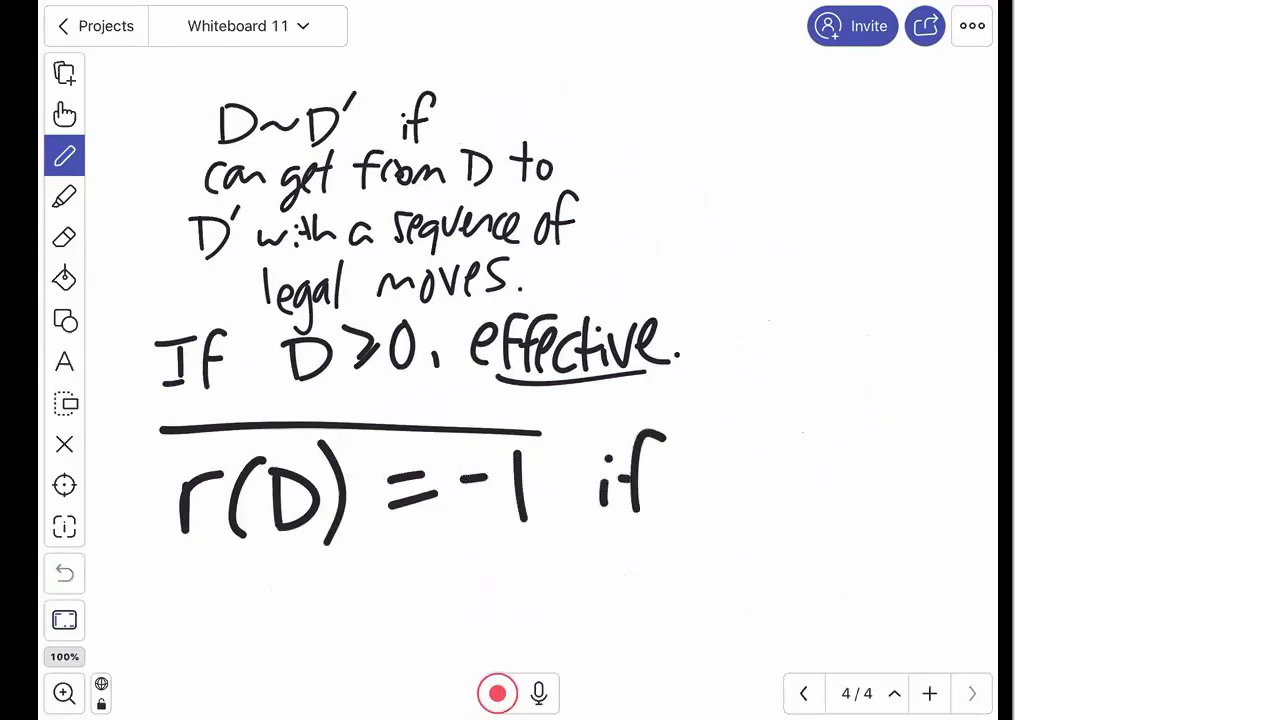 Projects
Whiteboard 11
Invite
D~D′ if
can get from D to
D′ with a sequence of
legal moves.
If D≥0, effective.
r(D) = -1 if
A
100%
4/4